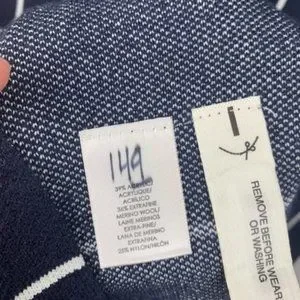 149
39% ACRYLIC/
ACRYLIQUE/
ACRÍLICO
36% EXTRAFINE
MERINO WOOL/
LAINE MERINOS
EXTRA-FINE/
LANA DE MERINO
EXTRAFINA
25% NYLON/NILÓN
REMOVE BEFORE WEAR
OR WASHING